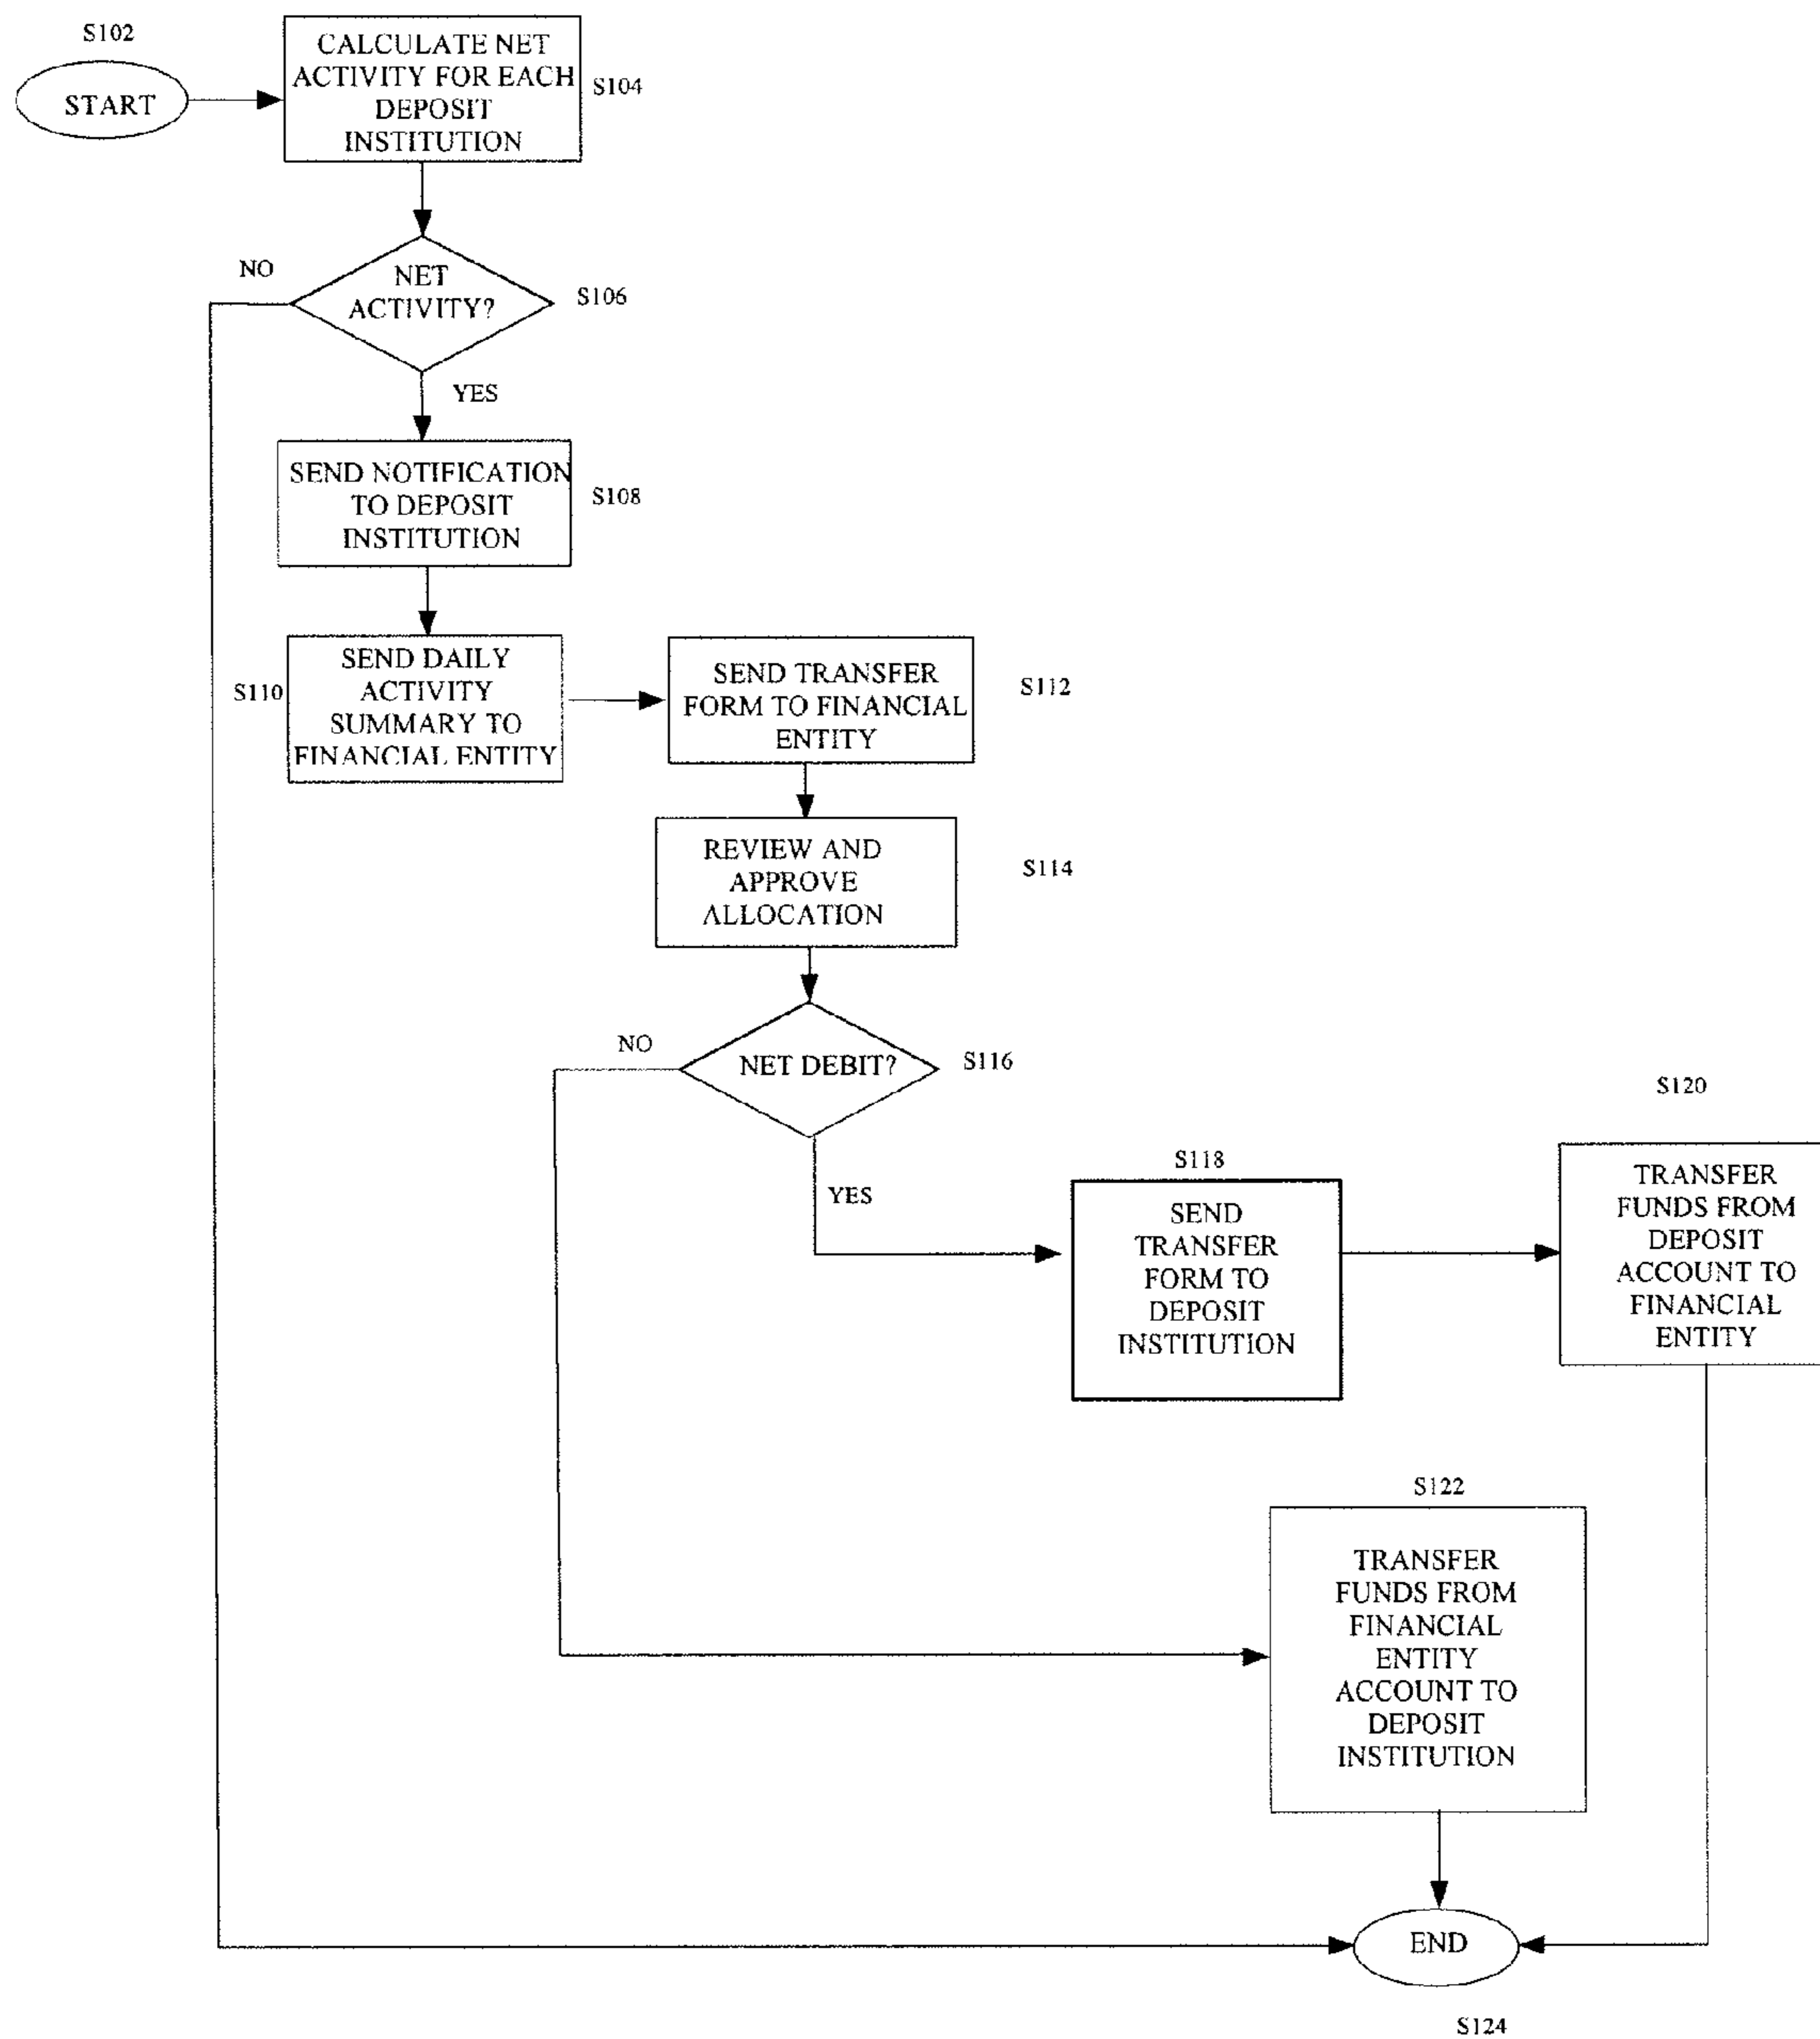 S102
START
CALCULATE NET
ACTIVITY FOR EACH
DEPOSIT
INSTITUTION
S104
NO
NET
ACTIVITY?
S106
YES
SEND NOTIFICATION
TO DEPOSIT
INSTITUTION
S108
S110
SEND DAILY
ACTIVITY
SUMMARY TO
FINANCIAL ENTITY
SEND TRANSFER
FORM TO FINANCIAL
ENTITY
S112
REVIEW AND
APPROVE
ALLOCATION
S114
NO
NET DEBIT?
S116
YES
S118
SEND
TRANSFER
FORM TO
DEPOSIT
INSTITUTION
S120
TRANSFER
FUNDS FROM
DEPOSIT
ACCOUNT TO
FINANCIAL
ENTITY
S122
TRANSFER
FUNDS FROM
FINANCIAL
ENTITY
ACCOUNT TO
DEPOSIT
INSTITUTION
END
S124